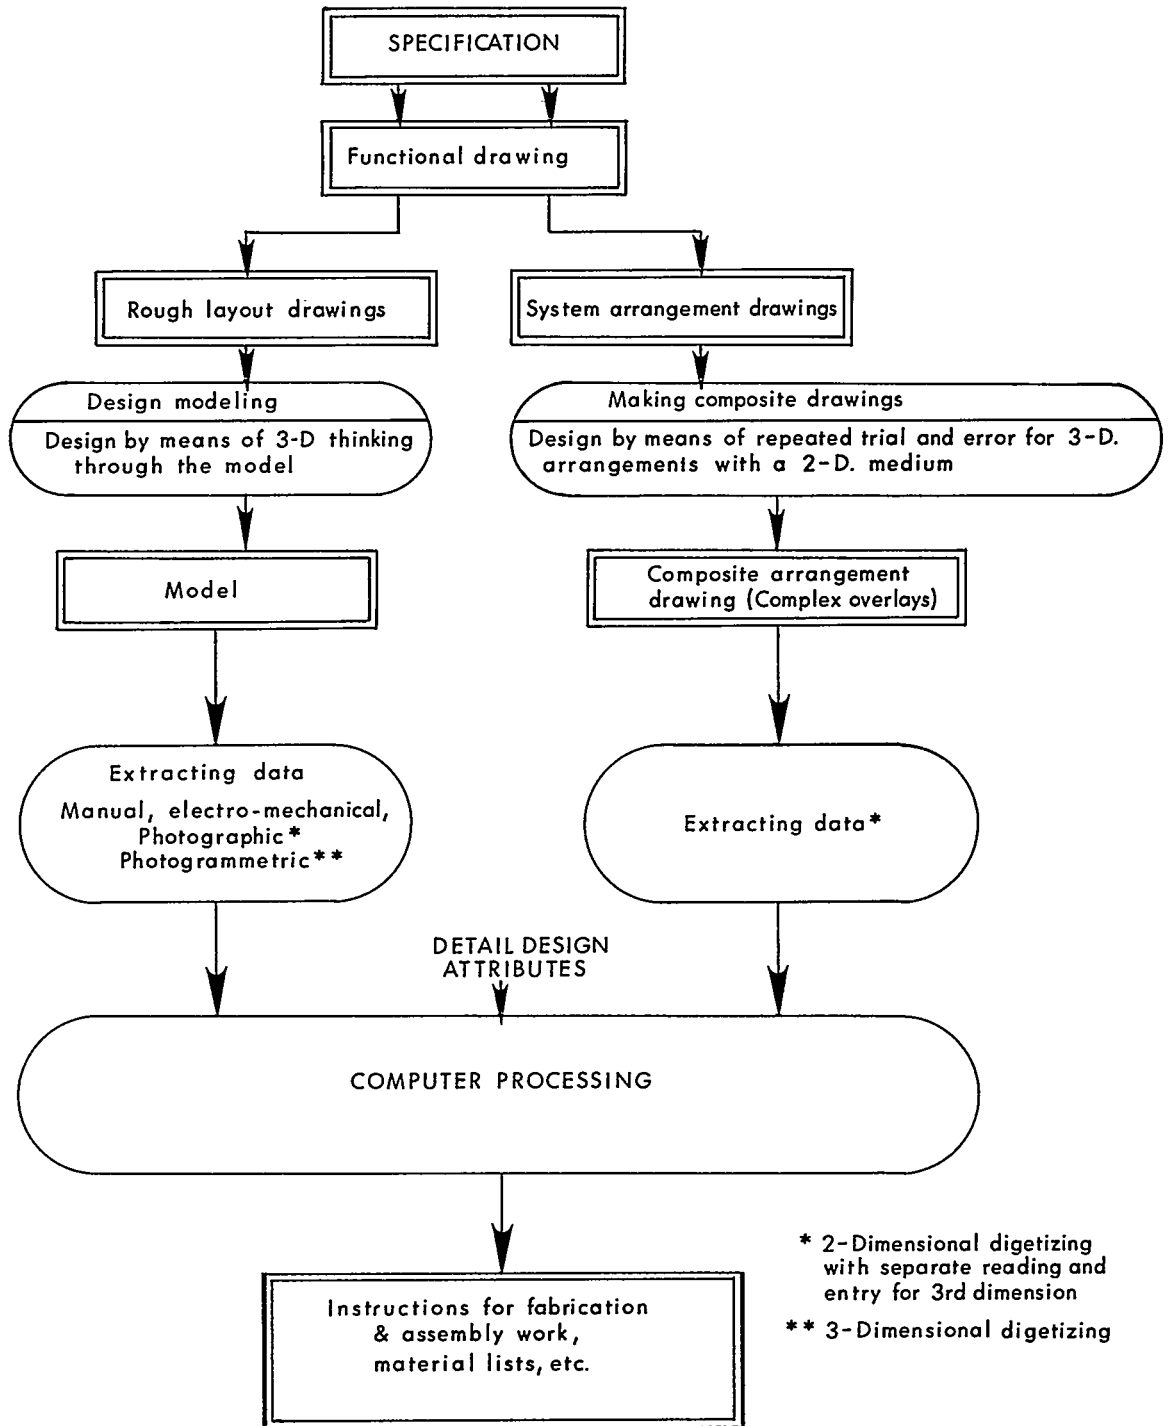 SPECIFICATION
Functional drawing
Rough layout drawings
System arrangement drawings
Design modeling
Design by means of 3-D thinking
through the model
Making composite drawings
Design by means of repeated trial and error for 3-D.
arrangements with a 2-D. medium
Model
Composite arrangement
drawing (Complex overlays)
Extracting data
Manual, electro-mechanical,
Photographic*
Photogrammetric**
Extracting data*
DETAIL DESIGN
ATTRIBUTES
COMPUTER PROCESSING
Instructions for fabrication
& assembly work,
material lists, etc.
* 2-Dimensional digetizing
with separate reading and
entry for 3rd dimension
** 3-Dimensional digetizing